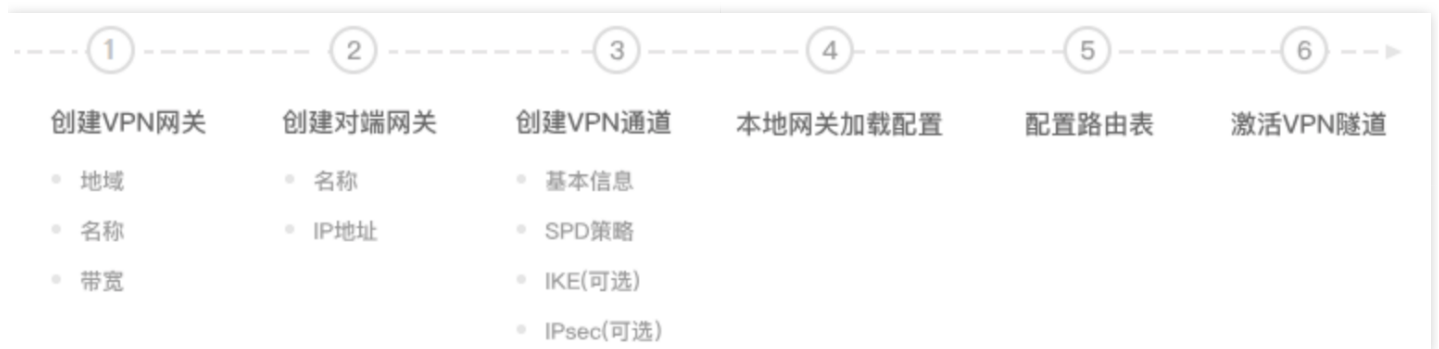 1 2 3 4 5 6
创建VPN网关 创建对端网关 创建VPN通道 本地网关加载配置 配置路由表 激活VPN隧道
地域 名称 基本信息
名称 IP地址 SPD策略
带宽 IKE(可选)
IPsec(可选)